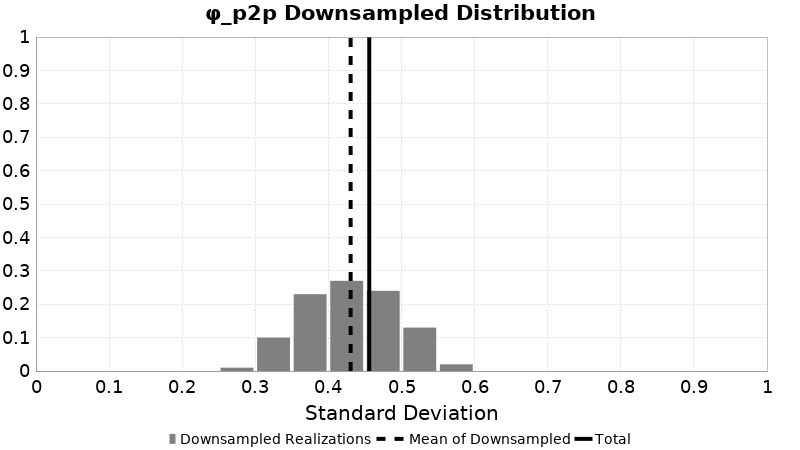 φ_p2p Downsampled Distribution
1
0.9
0.8
0.7
0.6
0.5
0.4
0.3
0.2
0.1
0
0 0.1 0.2 0.3 0.4 0.5 0.6 0.7 0.8 0.9 1
Standard Deviation
Downsampled Realizations Mean of Downsampled Total